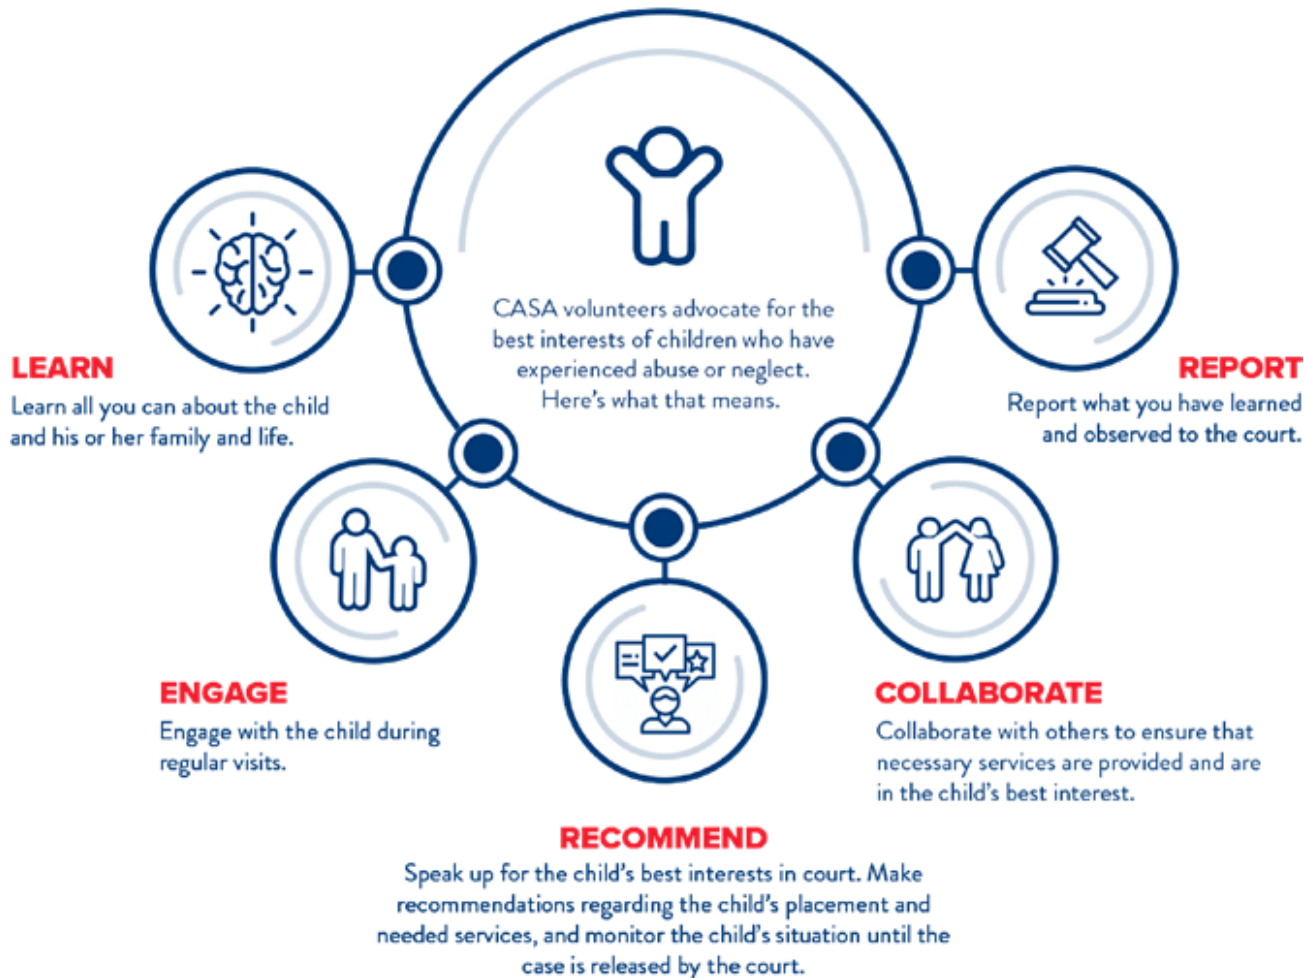 CASA volunteers advocate for the
best interests of children who have
experienced abuse or neglect.
Here's what that means.
LEARN
Learn all you can about the child
and his or her family and life.
REPORT
Report what you have learned
and observed to the court.
ENGAGE
Engage with the child during
regular visits.
COLLABORATE
Collaborate with others to ensure that
necessary services are provided and are
in the child's best interest.
RECOMMEND
Speak up for the child's best interests in court. Make
recommendations regarding the child's placement and
needed services, and monitor the child's situation until the
case is released by the court.